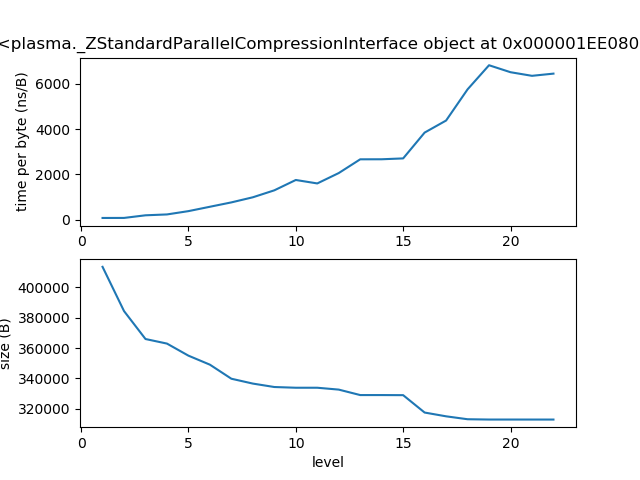 <plasma._ZStandardParallelCompressionInterface object at 0x000001EE080
time per byte (ns/B)
6000
4000
2000
0
0 5 10 15 20
size (B)
400000
380000
360000
340000
320000
0 5 10 15 20
level